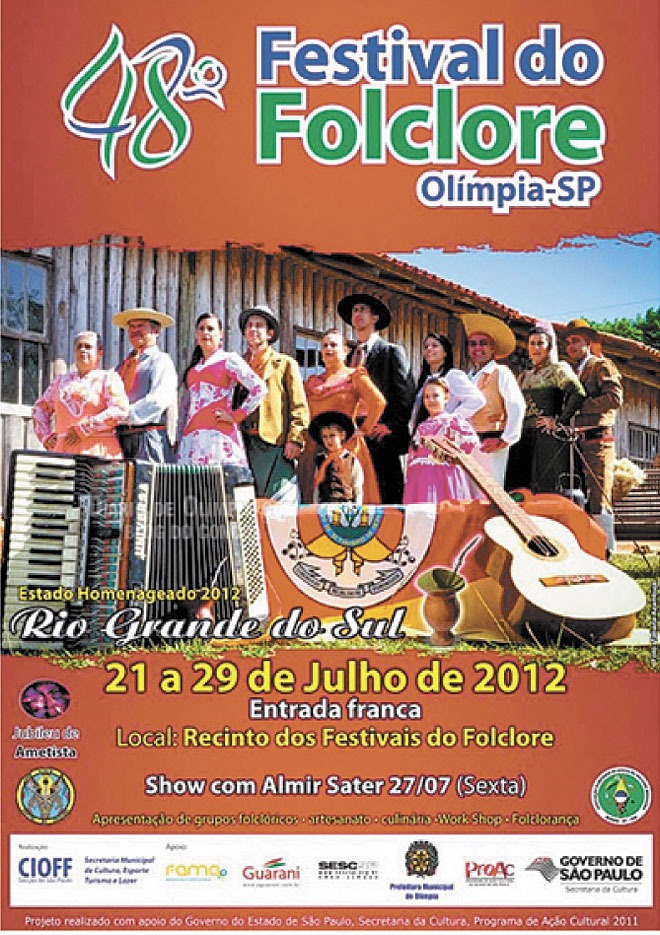 48º
Festival do
Folclore
Olímpia-SP
Estado Homenageado 2012
Rio Grande do Sul
21 a 29 de Julho de 2012
Entrada franca
Local: Recinto dos Festivais do Folclore
Jubileu de
Ametista
Show com Almir Sater 27/07 (Sexta)
Apresentação de grupos folclóricos • artesanato • culinária •Work Shop • Folclorança
Realização:
CIOFF
Secretaria Municipal
de Cultura, Esporte
Turismo e Lazer
Apoio:
Guarani
SESC
Prefeitura Municipal
de Olímpia
ProAc
GOVERNO DE
SÃO PAULO
Secretaria da Cultura
Projeto realizado com apoio do Governo do Estado de São Paulo, Secretaria da Cultura, Programa de Ação Cultural 2011